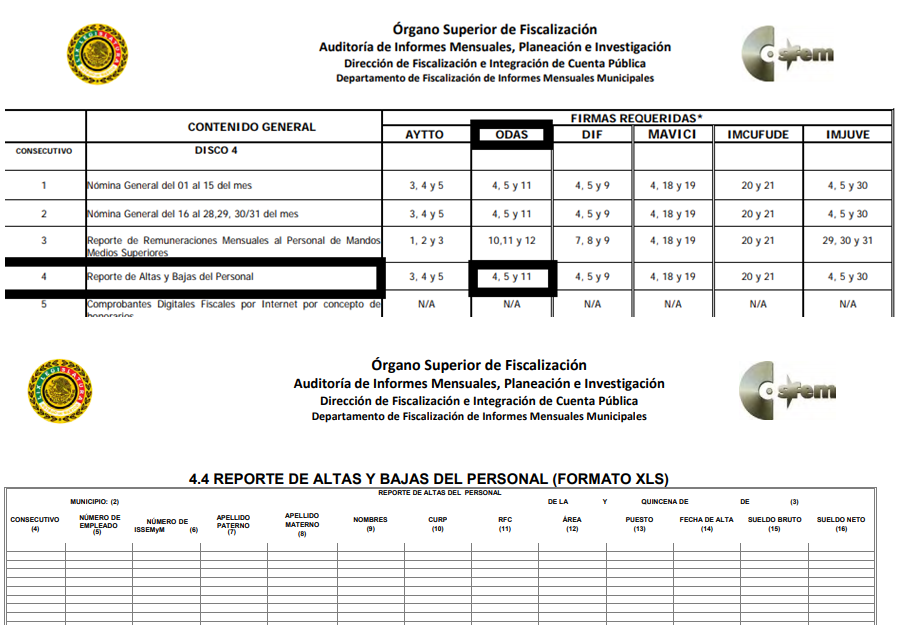 Órgano Superior de Fiscalización
Auditoría de Informes Mensuales, Planeación e Investigación
Dirección de Fiscalización e Integración de Cuenta Pública
Departamento de Fiscalización de Informes Mensuales Municipales
osfem
CONTENIDO GENERAL FIRMAS REQUERIDAS*
AYTTO ODAS DIF MAVICI IMCUFUDE IMJUVE
CONSECUTIVO DISCO 4
1 Nómina General del 01 al 15 del mes 3, 4 y 5 4, 5 y 11 4, 5 y 9 4, 18 y 19 20 y 21 4, 5 y 30
2 Nómina General del 16 al 28,29, 30/31 del mes 3, 4 y 5 4, 5 y 11 4, 5 y 9 4, 18 y 19 20 y 21 4, 5 y 30
3 Reporte de Remuneraciones Mensuales al Personal de Mandos 1, 2 y 3 10,11 y 12 7, 8 y 9 4, 18 y 19 20 y 21 29, 30 y 31
Medios Superiores
4 Reporte de Altas y Bajas del Personal 3, 4 y 5 4, 5 y 11 4, 5 y 9 4, 18 y 19 20 y 21 4, 5 y 30
5 Comprobantes Digitales Fiscales por Internet por concepto de N/A N/A N/A N/A N/A N/A
honorarios
Órgano Superior de Fiscalización
Auditoría de Informes Mensuales, Planeación e Investigación
Dirección de Fiscalización e Integración de Cuenta Pública
Departamento de Fiscalización de Informes Mensuales Municipales
osfem
4.4 REPORTE DE ALTAS Y BAJAS DEL PERSONAL (FORMATO XLS)
REPORTE DE ALTAS DEL PERSONAL
MUNICIPIO: (2) DE LA Y QUINCENA DE DE (3)
CONSECUTIVO (4) NÚMERO DE EMPLEADO (5) NÚMERO DE ISSEMyM (6) APELLIDO PATERNO (7) APELLIDO MATERNO (8) NOMBRES (9) CURP (10) RFC (11) ÁREA (12) PUESTO (13) FECHA DE ALTA (14) SUELDO BRUTO (15) SUELDO NETO (16)